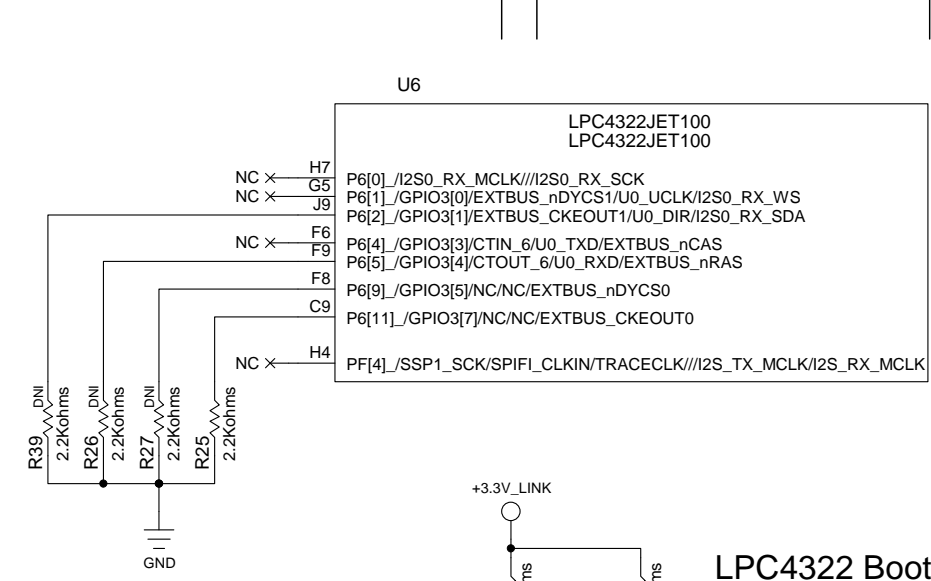 U6
LPC4322JET100
LPC4322JET100
NC H7 P6[0]_/I2S0_RX_MCLK///I2S0_RX_SCK
NC G5 P6[1]_/GPIO3[0]/EXTBUS_nDYCS1/U0_UCLK/I2S0_RX_WS
J9 P6[2]_/GPIO3[1]/EXTBUS_CKEOUT1/U0_DIR/I2S0_RX_SDA
NC F6 P6[4]_/GPIO3[3]/CTIN_6/U0_TXD/EXTBUS_nCAS
F9 P6[5]_/GPIO3[4]/CTOUT_6/U0_RXD/EXTBUS_nRAS
F8 P6[9]_/GPIO3[5]/NC/NC/EXTBUS_nDYCS0
C9 P6[11]_/GPIO3[7]/NC/NC/EXTBUS_CKEOUT0
NC H4 PF[4]_/SSP1_SCK/SPIFI_CLKIN/TRACECLK///I2S_TX_MCLK/I2S_RX_MCLK
R39 DNI 2.2Kohms
R26 DNI 2.2Kohms
R27 DNI 2.2Kohms
R25 2.2Kohms
GND
+3.3V_LINK
LPC4322 Boot